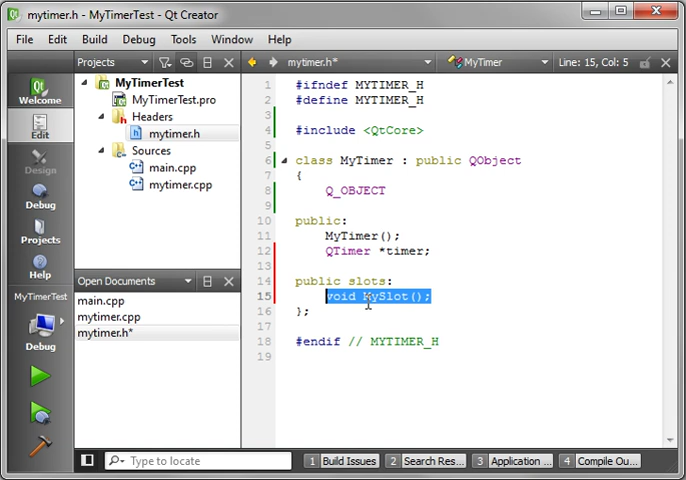 mytimer.h - MyTimerTest - Qt Creator
File Edit Build Debug Tools Window Help
Projects
mytimer.h*
MyTimer
Line: 15, Col: 5
Qt
Welcome
Edit
Design
Debug
Projects
Help
MyTimerTest
Debug
MyTimerTest
MyTimerTest.pro
Headers
mytimer.h
Sources
main.cpp
mytimer.cpp
Open Documents
main.cpp
mytimer.cpp
mytimer.h*
1 #ifndef MYTIMER_H
2 #define MYTIMER_H
3
4 #include <QtCore>
5
6 class MyTimer : public QObject
7 {
8 Q_OBJECT
9
10 public:
11 MyTimer();
12 QTimer *timer;
13
14 public slots:
15 void MySlot();
16 };
17
18 #endif // MYTIMER_H
19
Type to locate
1 Build Issues
2 Search Res...
3 Application ...
4 Compile Ou...